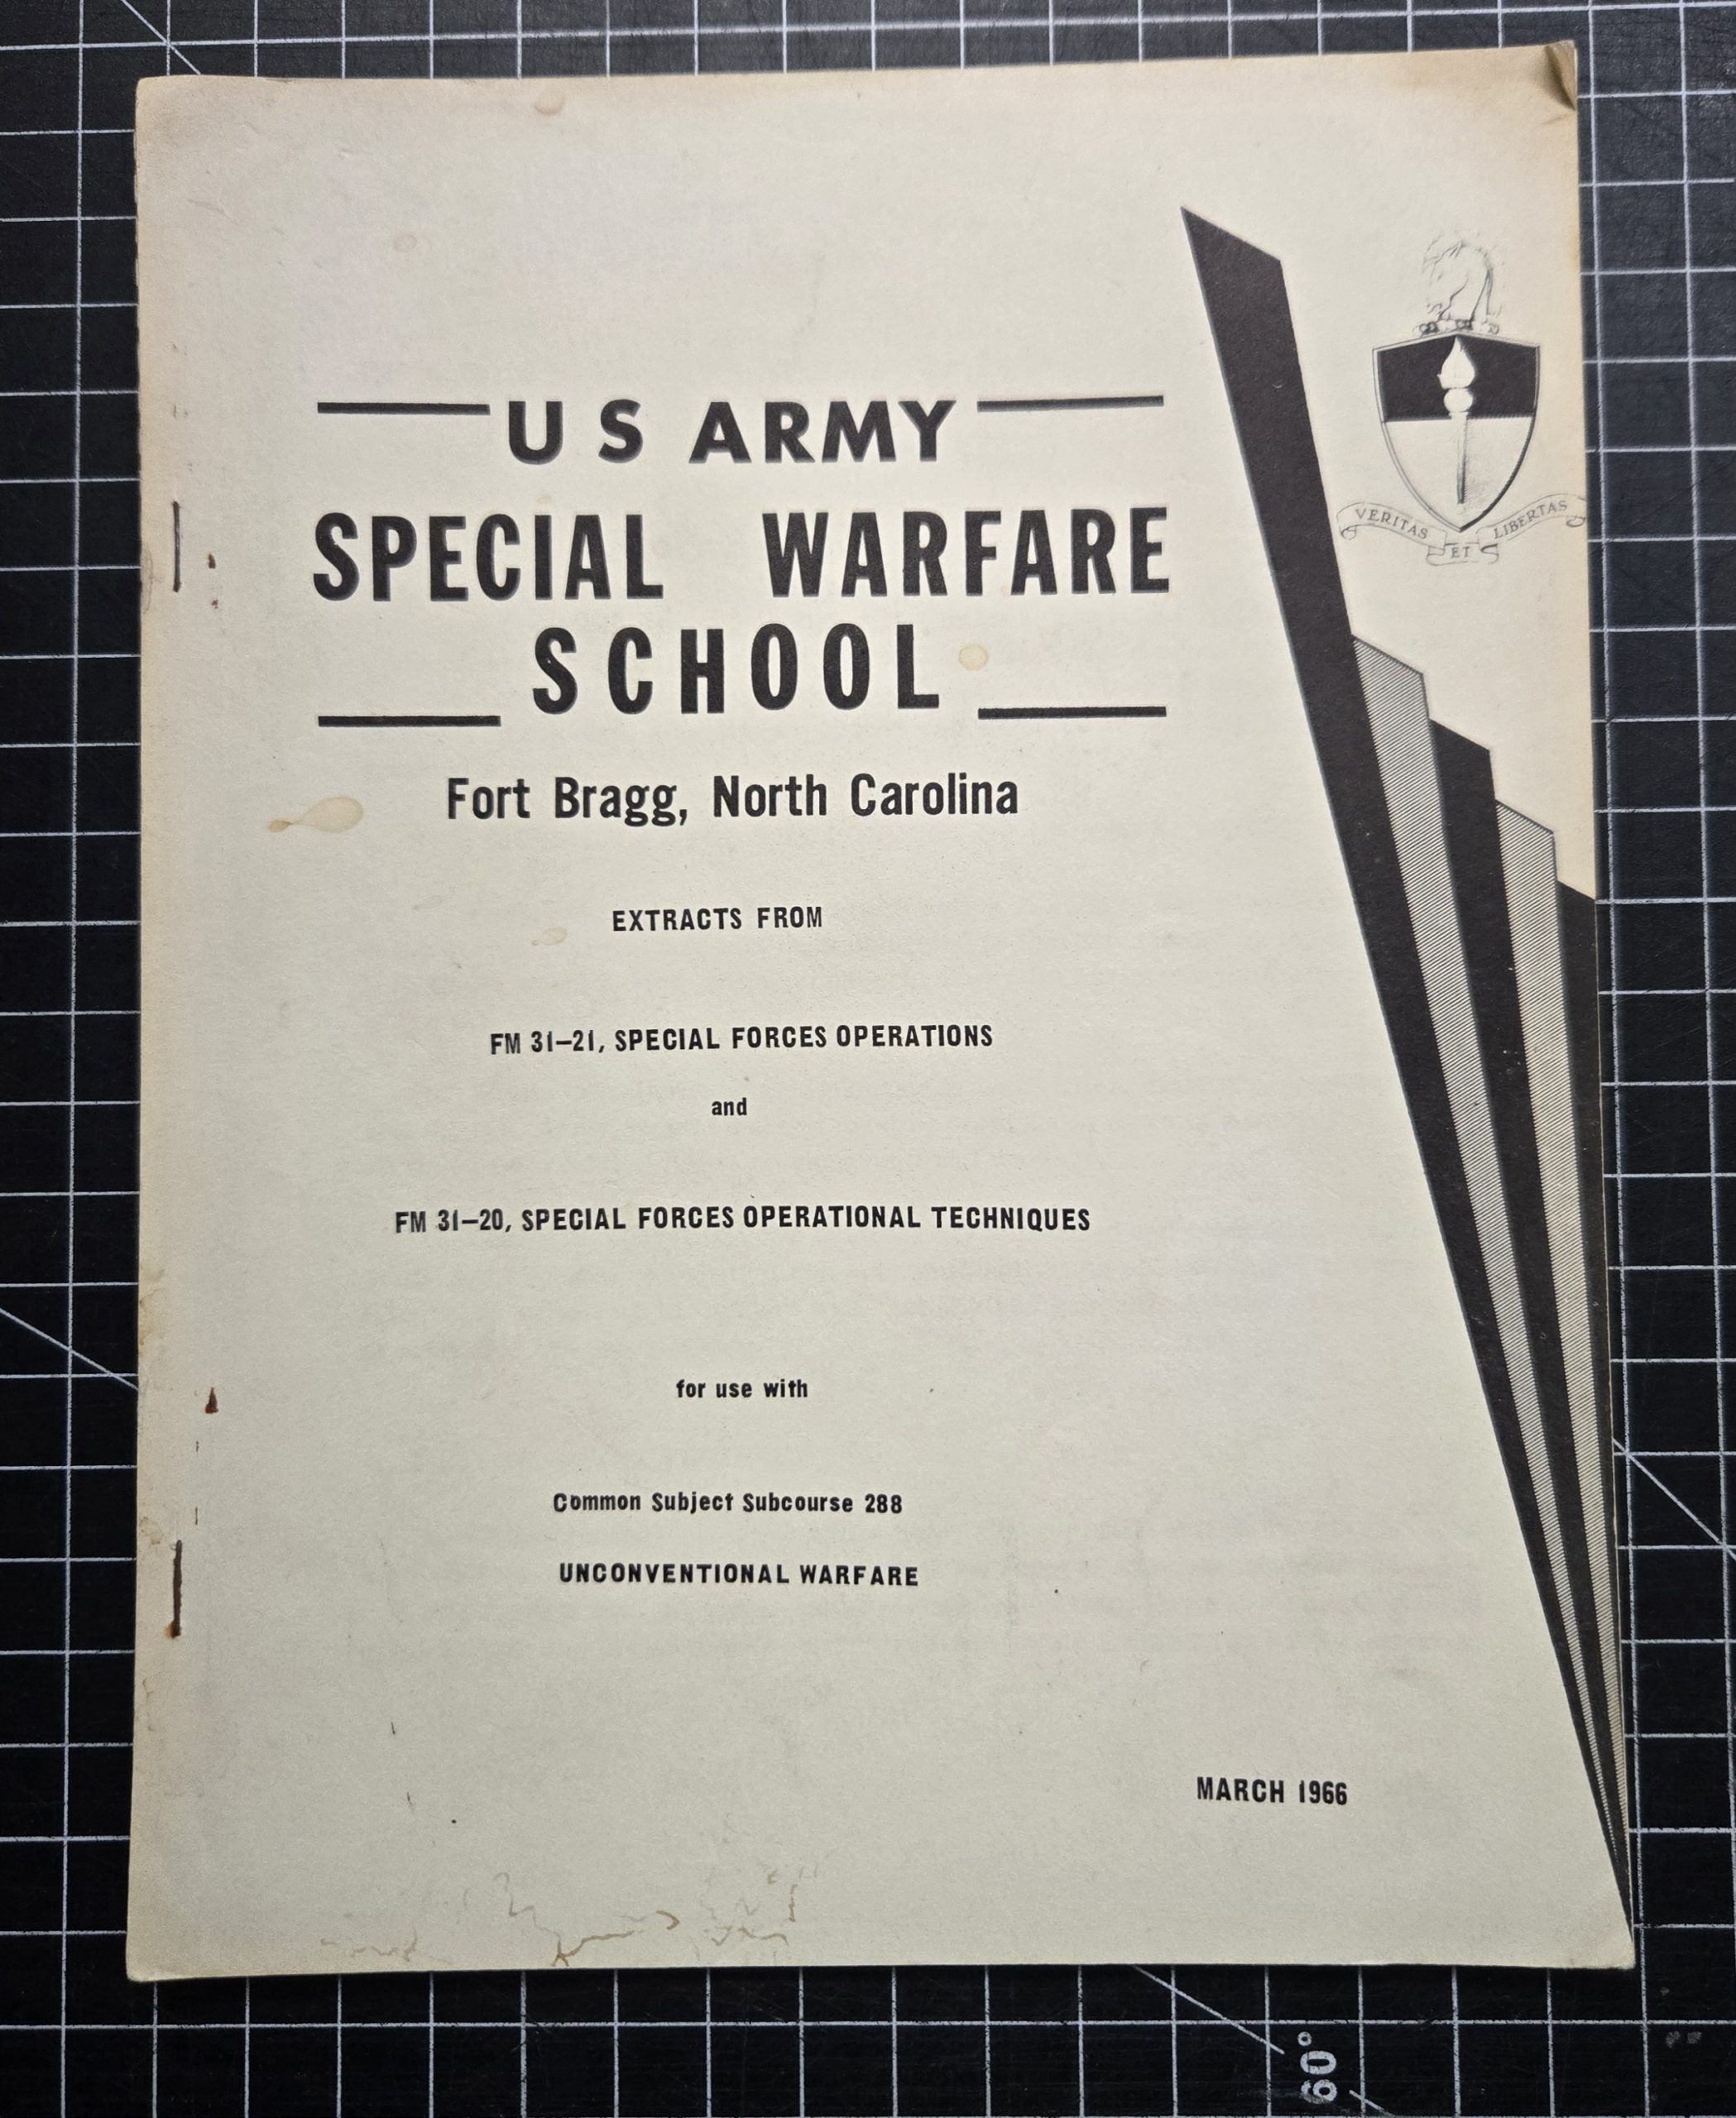 US ARMY
SPECIAL WARFARE
SCHOOL
Fort Bragg, North Carolina
VERITAS ET LIBERTAS
EXTRACTS FROM
FM 31-21, SPECIAL FORCES OPERATIONS
and
FM 31-20, SPECIAL FORCES OPERATIONAL TECHNIQUES
for use with
Common Subject Subcourse 288
UNCONVENTIONAL WARFARE
MARCH 1966
60°